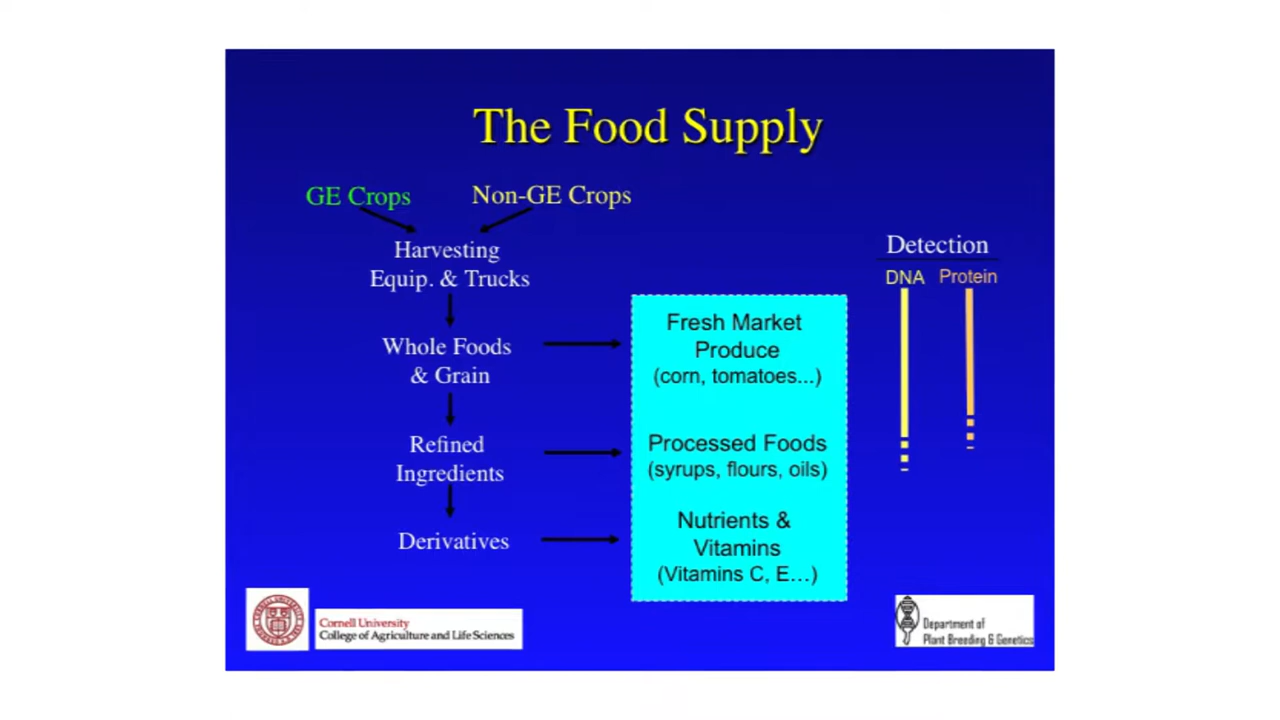 The Food Supply
GE Crops
Non-GE Crops
Harvesting
Equip. & Trucks
Whole Foods
& Grain
Refined
Ingredients
Derivatives
Fresh Market
Produce
(corn, tomatoes...)
Processed Foods
(syrups, flours, oils)
Nutrients &
Vitamins
(Vitamins C, E…)
Detection
DNA
Protein
Cornell University
College of Agriculture and Life Sciences
Department of
Plant Breeding & Genetics